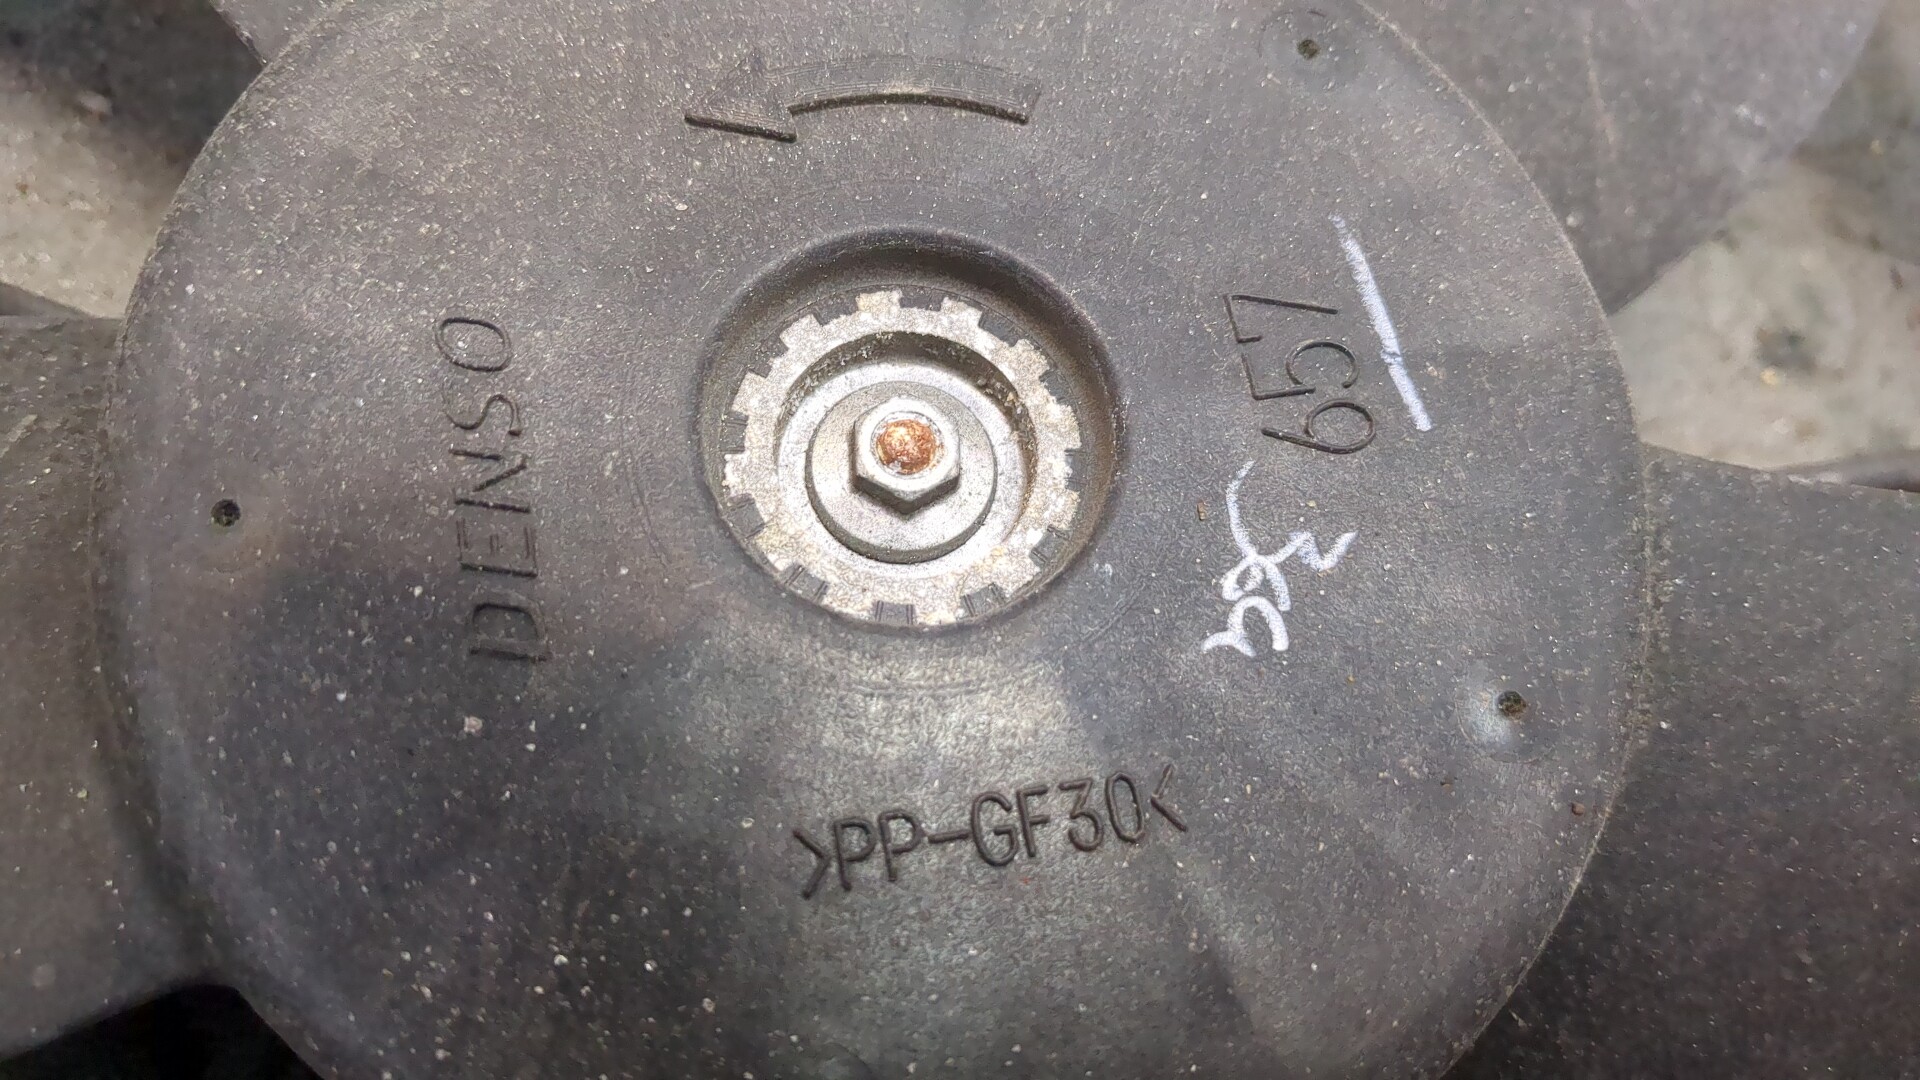 DENSO
657
>PP-GF30<